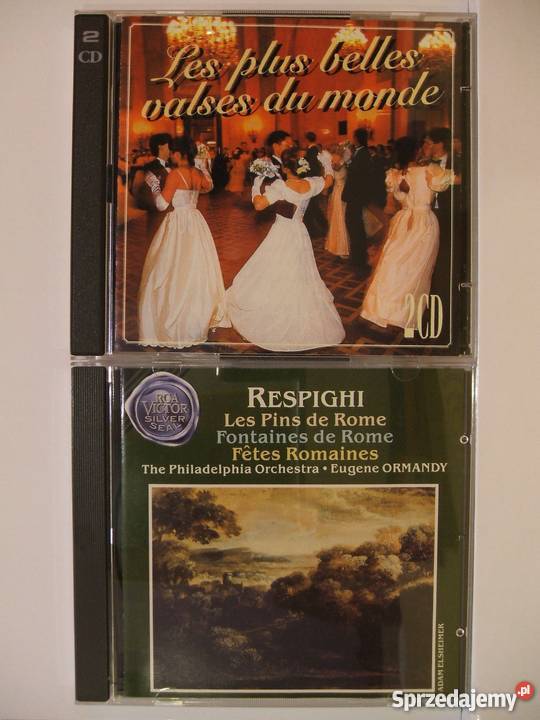 2
CD
Les plus belles
valses du monde
2CD
RCA
VICTOR
SILVER
SEAL
RESPIGHI
Les Pins de Rome
Fontaines de Rome
Fêtes Romaines
The Philadelphia Orchestra • Eugene ORMANDY
ADAM ELSHEIMER
Sprzedajemy.pl